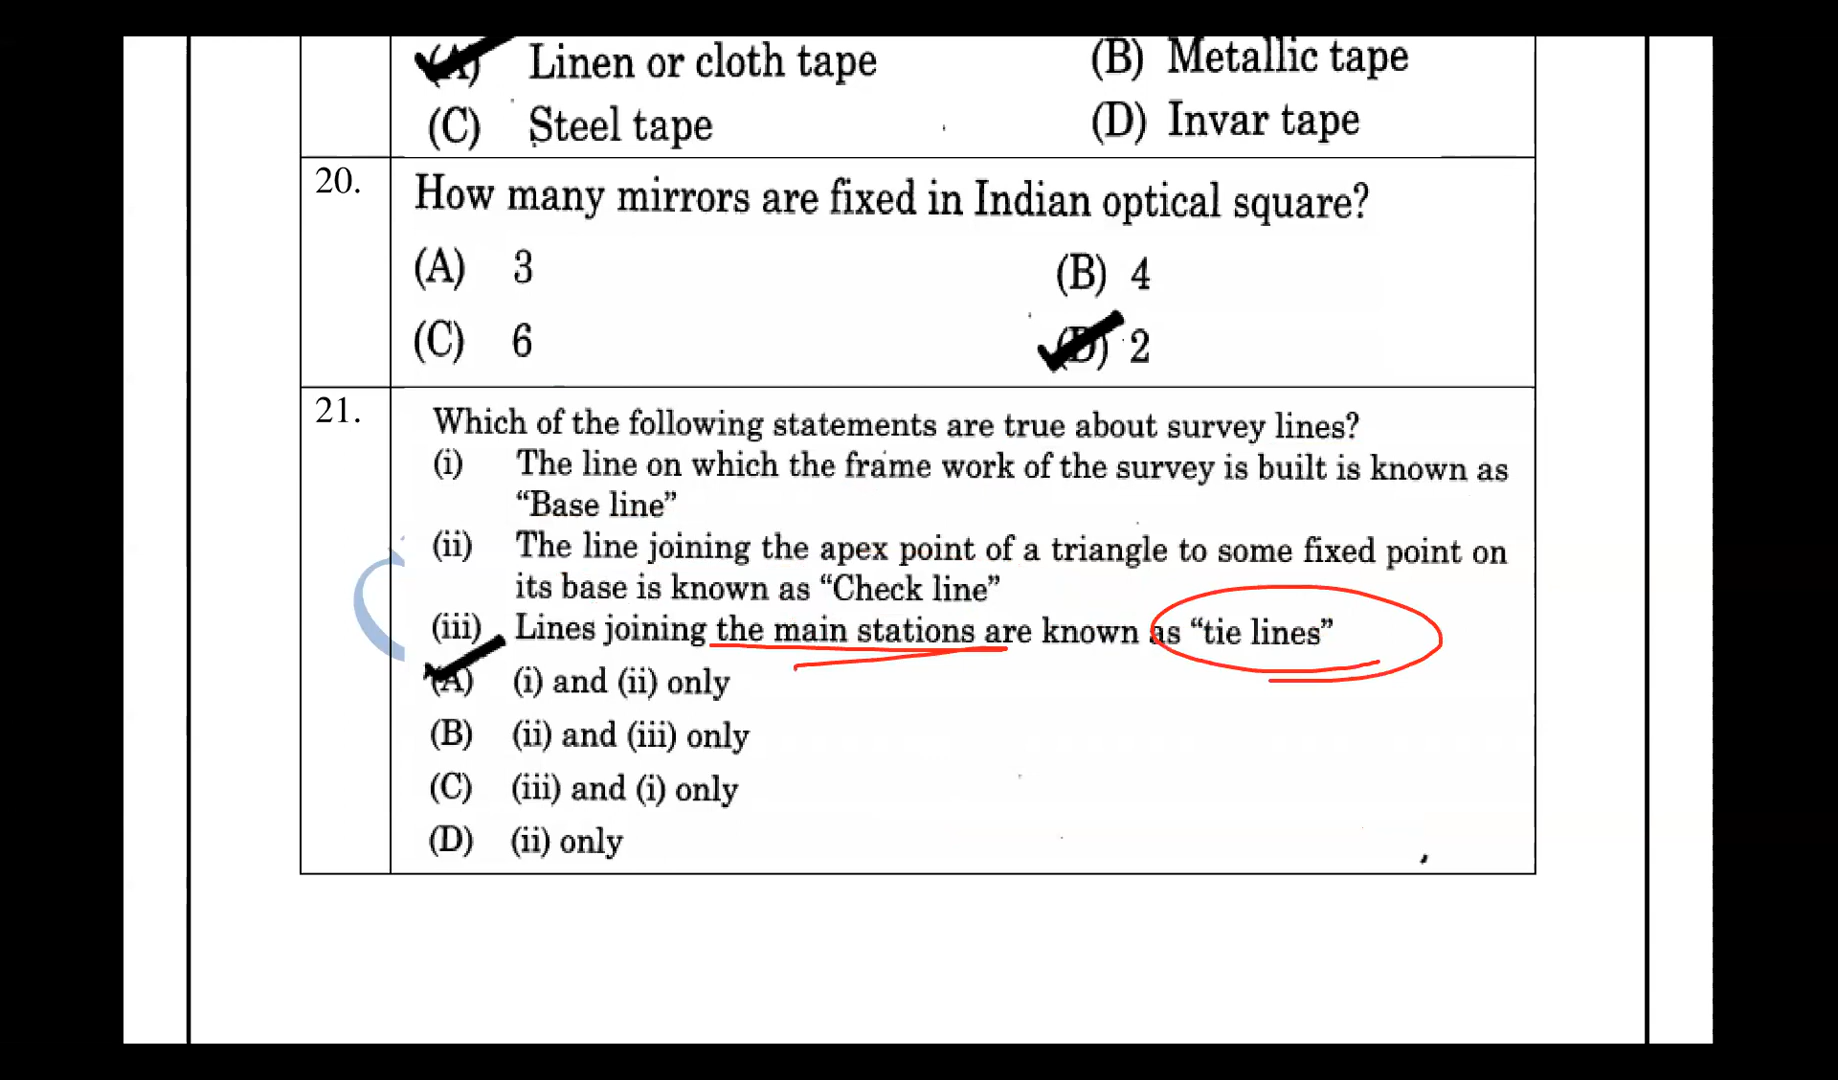 (A) Linen or cloth tape (B) Metallic tape
(C) Steel tape (D) Invar tape
20. How many mirrors are fixed in Indian optical square?
(A) 3 (B) 4
(C) 6 (D) 2
21. Which of the following statements are true about survey lines?
(i) The line on which the frame work of the survey is built is known as
“Base line”
(ii) The line joining the apex point of a triangle to some fixed point on
its base is known as “Check line”
(iii) Lines joining the main stations are known as “tie lines”
(A) (i) and (ii) only
(B) (ii) and (iii) only
(C) (iii) and (i) only
(D) (ii) only